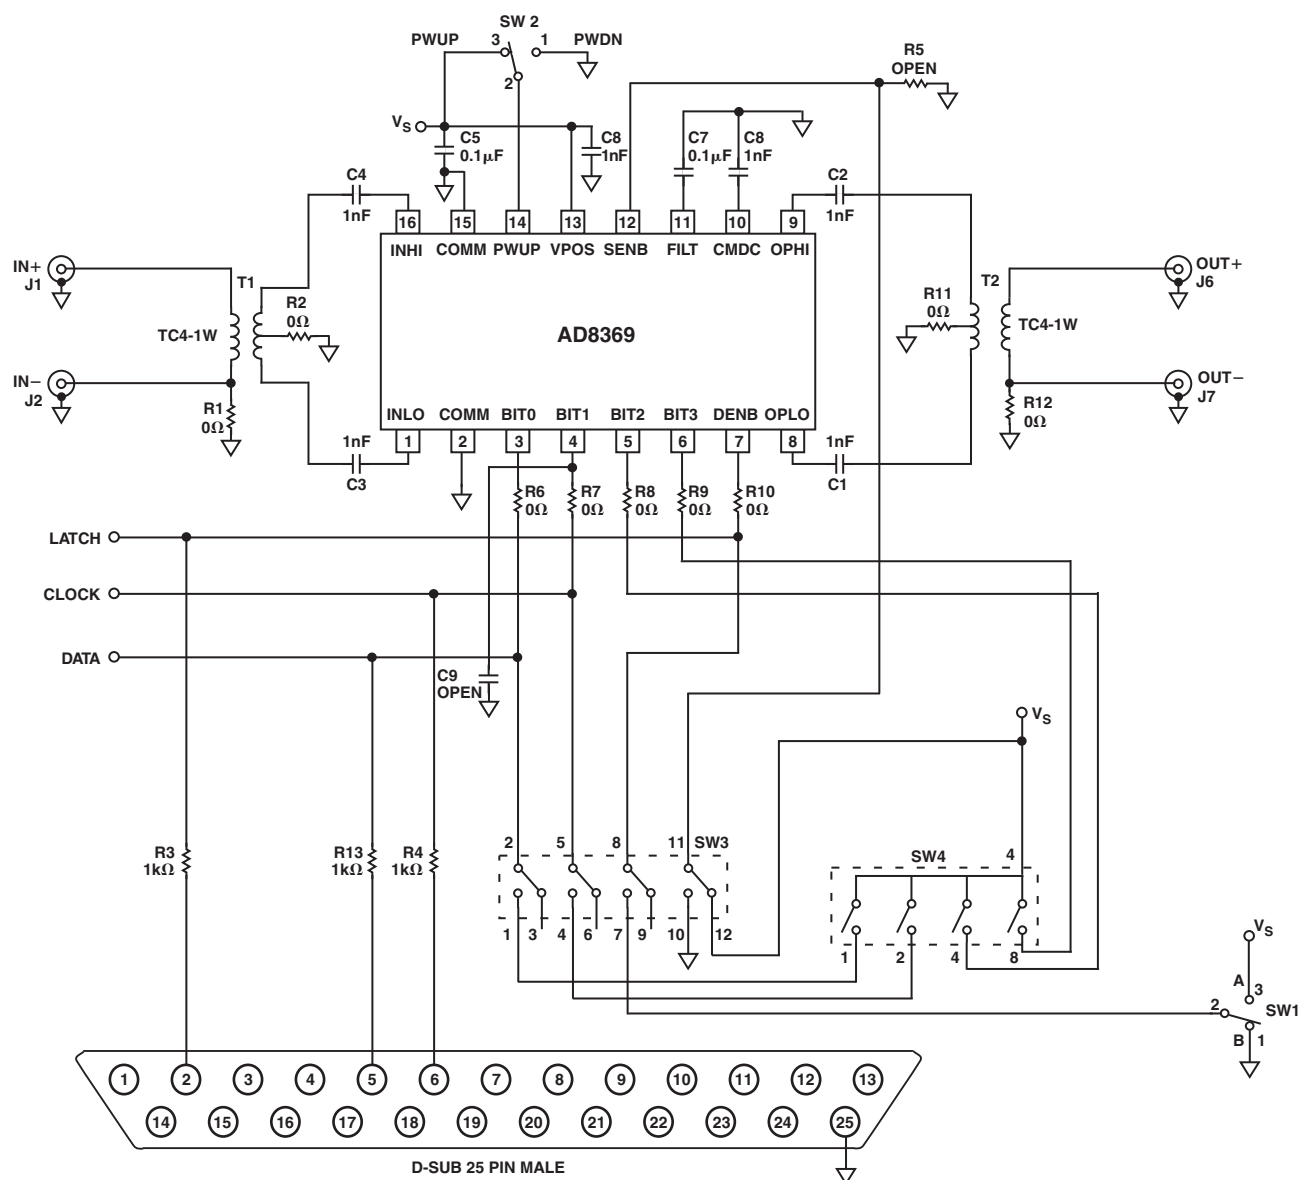 SW 2
PWUP 3 1 PWDN
2
R5
OPEN
VS
C5
0.1µF
C8
1nF
C7
0.1µF
C8
1nF
C4
1nF
C2
1nF
16 15 14 13 12 11 10 9
INHI COMM PWUP VPOS SENB FILT CMDC OPHI
IN+
J1
T1
R2
0Ω
TC4-1W
AD8369
R11
0Ω
T2
TC4-1W
OUT+
J6
IN−
J2
R1
0Ω
OUT−
J7
R12
0Ω
INLO COMM BIT0 BIT1 BIT2 BIT3 DENB OPLO
1 2 3 4 5 6 7 8
1nF
C3
1nF
C1
R6
0Ω
R7
0Ω
R8
0Ω
R9
0Ω
R10
0Ω
LATCH
CLOCK
DATA
C9
OPEN
VS
R3
1kΩ
R13
1kΩ
R4
1kΩ
2 5 8 11 SW3
1 3 4 6 7 9 10 12
SW4 4
1 2 4 8
VS
A 3
2 SW1
B 1
1 2 3 4 5 6 7 8 9 10 11 12 13
14 15 16 17 18 19 20 21 22 23 24 25
D-SUB 25 PIN MALE